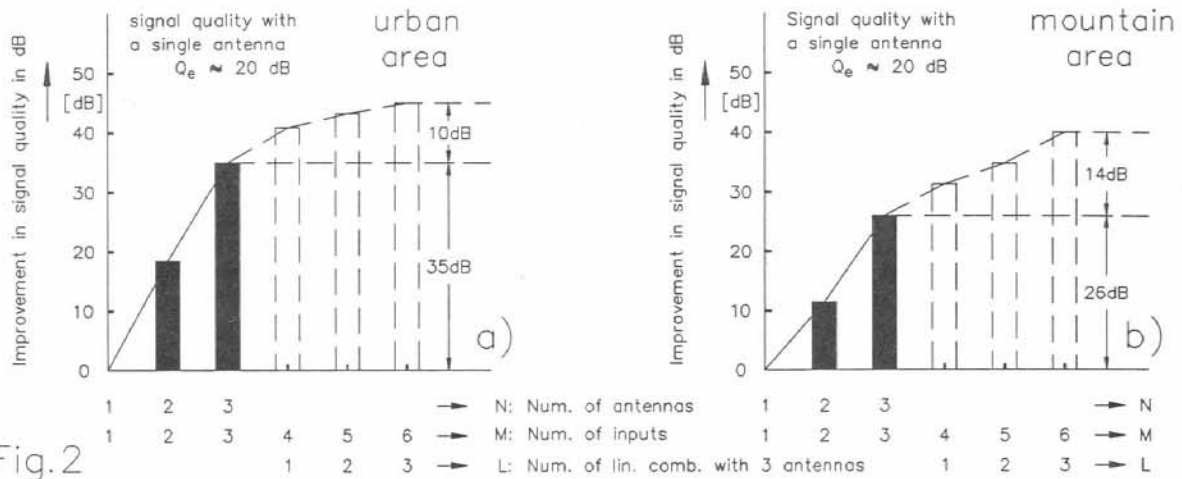 Improvement in signal quality in dB
signal quality with
a single antenna
Qe ≈ 20 dB
urban
area
50
[dB]
40
30
20
10
0
10dB
35dB
a)
Improvement in signal quality in dB
Signal quality with
a single antenna
Qe ≈ 20 dB
mountain
area
50
[dB]
40
30
20
10
0
14dB
26dB
b)
1 2 3 → N: Num. of antennas 1 2 3 → N
1 2 3 4 5 6 → M: Num. of inputs 1 2 3 4 5 6 → M
Fig.2 1 2 3 → L: Num. of lin. comb. with 3 antennas 1 2 3 → L